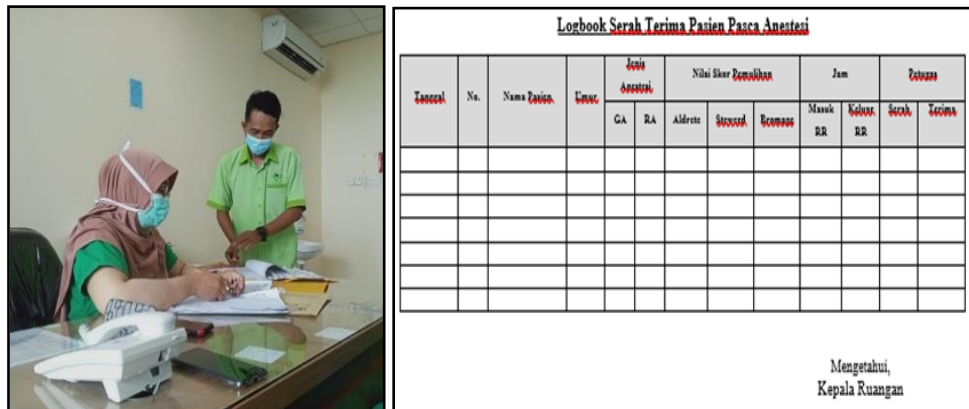 Logbook Serah Terima Pasien Pasca Anestesi
Tanggal No. Nama Pasien Umur Jenis Anestesi Nilai Skor Pemulihan Jam Petugas
GA RA Aldrete Steward Bromage Masuk RR Keluar RR Serah Terima
Mengetahui,
Kepala Ruangan